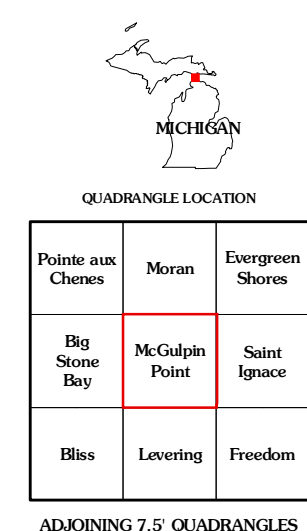 MICHIGAN
QUADRANGLE LOCATION
Pointe aux
Chenes
Moran
Evergreen
Shores
Big
Stone
Bay
McGulpin
Point
Saint
Ignace
Bliss
Levering
Freedom
ADJOINING 7.5' QUADRANGLES